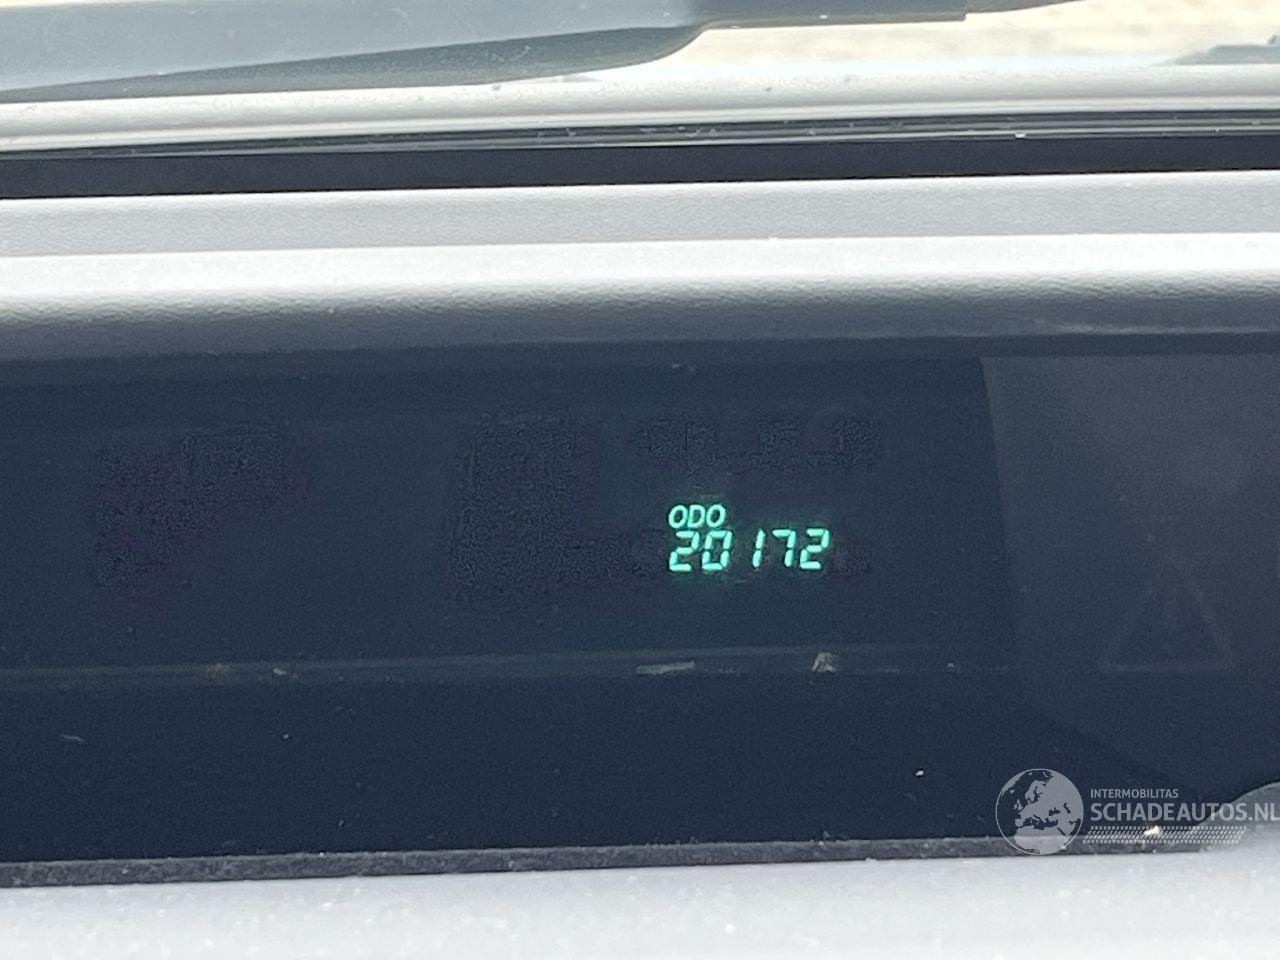 ODO
20172
INTERMOBILITAS
SCHADEAUTOS.NL